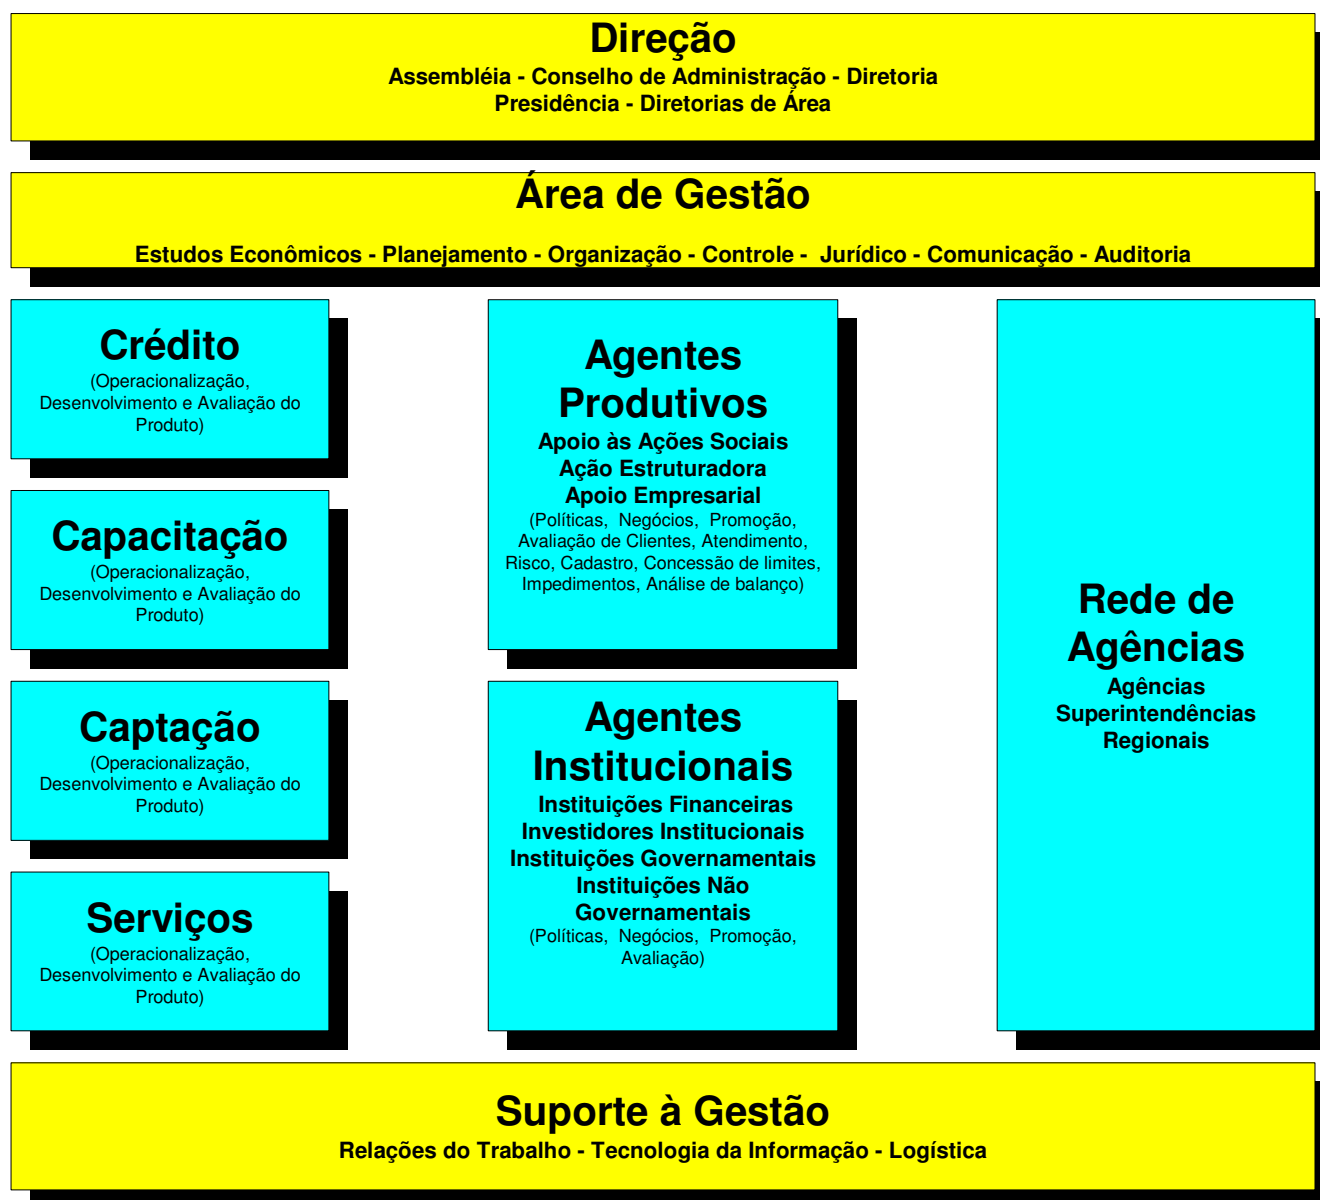 Direção
Assembléia - Conselho de Administração - Diretoria
Presidência - Diretorias de Área
Área de Gestão
Estudos Econômicos - Planejamento - Organização - Controle -  Jurídico - Comunicação - Auditoria
Crédito
(Operacionalização,
Desenvolvimento e Avaliação do
Produto)
Capacitação
(Operacionalização,
Desenvolvimento e Avaliação do
Produto)
Captação
(Operacionalização,
Desenvolvimento e Avaliação do
Produto)
Serviços
(Operacionalização,
Desenvolvimento e Avaliação do
Produto)
Agentes
Produtivos
Apoio às Ações Sociais
Ação Estruturadora
Apoio Empresarial
(Políticas,  Negócios,  Promoção,
Avaliação de Clientes, Atendimento,
Risco, Cadastro, Concessão de limites,
Impedimentos, Análise de balanço)
Agentes
Institucionais
Instituições Financeiras
Investidores Institucionais
Instituições Governamentais
Instituições Não
Governamentais
(Políticas,  Negócios,  Promoção,
Avaliação)
Rede de
Agências
Agências
Superintendências
Regionais
Suporte à Gestão
Relações do Trabalho - Tecnologia da Informação - Logística